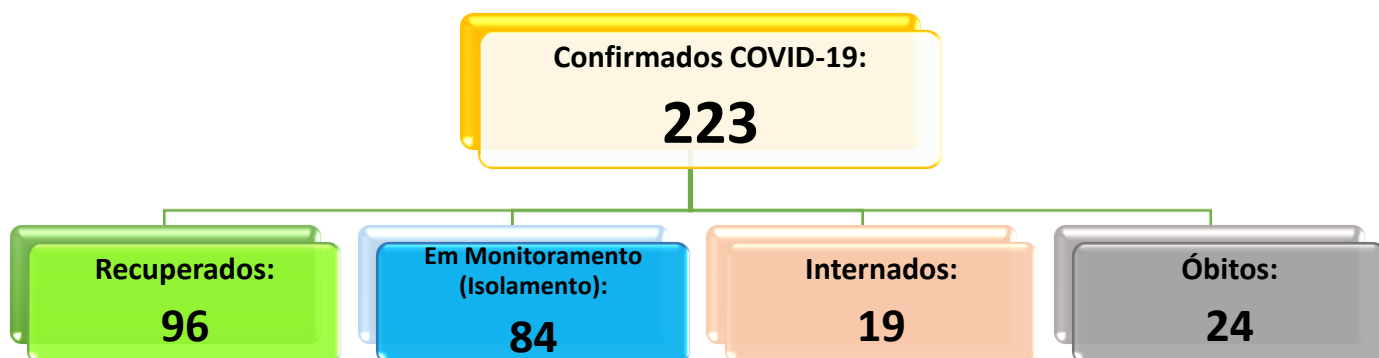 Confirmados COVID-19:
223
Recuperados:
96
Em Monitoramento
(Isolamento):
84
Internados:
19
Óbitos:
24